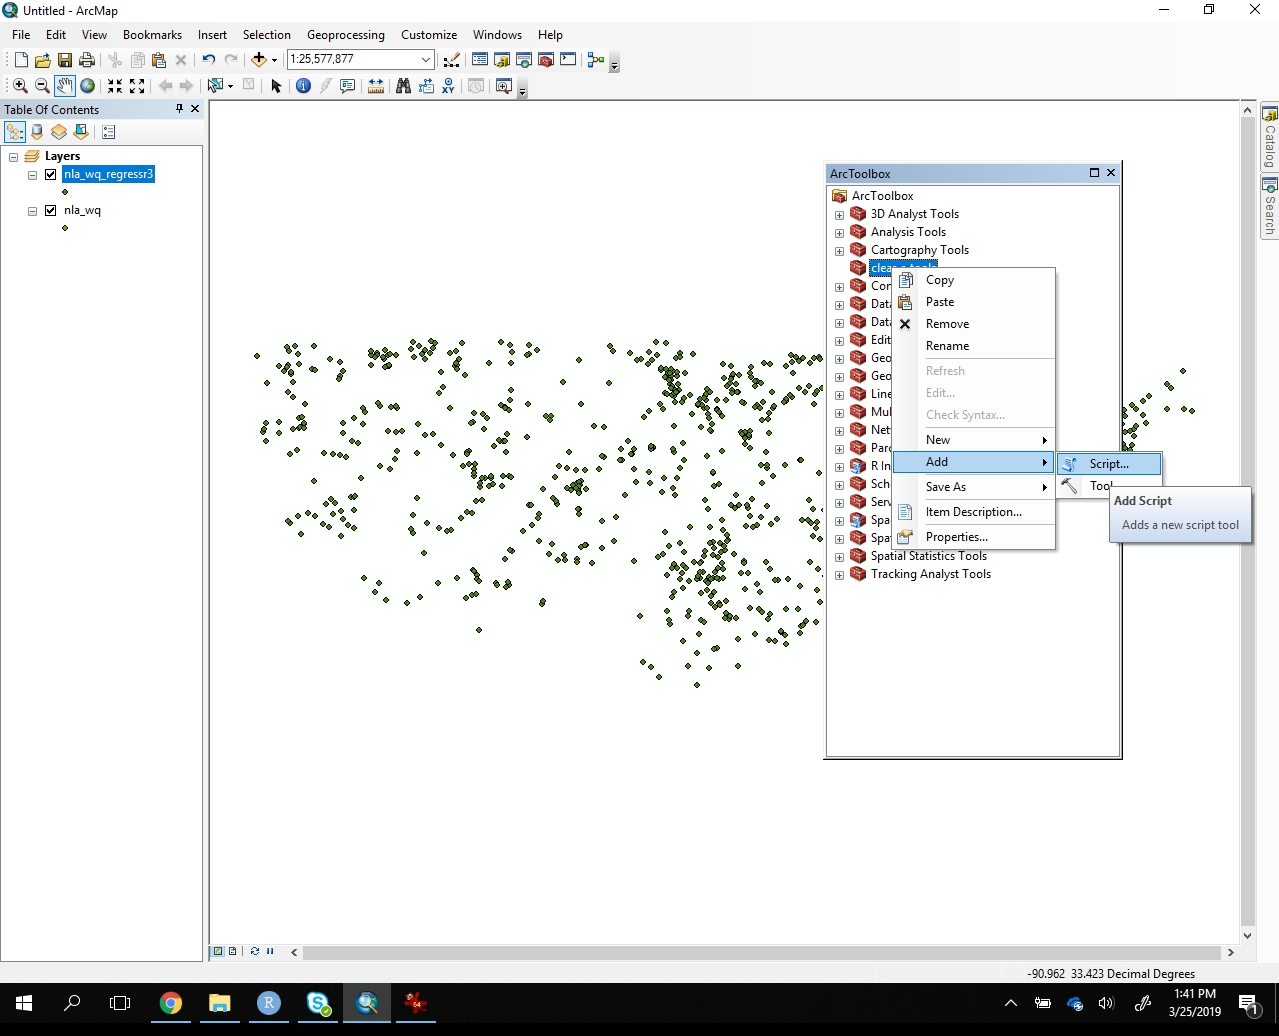 Untitled - ArcMap
File Edit View Bookmarks Insert Selection Geoprocessing Customize Windows Help
1:25,577,877
Table Of Contents
Layers
nla_wq_regressr3
nla_wq
ArcToolbox
ArcToolbox
3D Analyst Tools
Analysis Tools
Cartography Tools
Con
Data
Data
Edit
Geo
Geo
Line
Mul
Net
Parc
R In
Sch
Serv
Spa
Spat
Spatial Statistics Tools
Tracking Analyst Tools
Copy
Paste
Remove
Rename
Refresh
Edit...
Check Syntax...
New
Add
Save As
Item Description...
Properties...
Script...
Tool
Add Script
Adds a new script tool
Catalog
Search
-90.962 33.423 Decimal Degrees
1:41 PM
3/25/2019
1